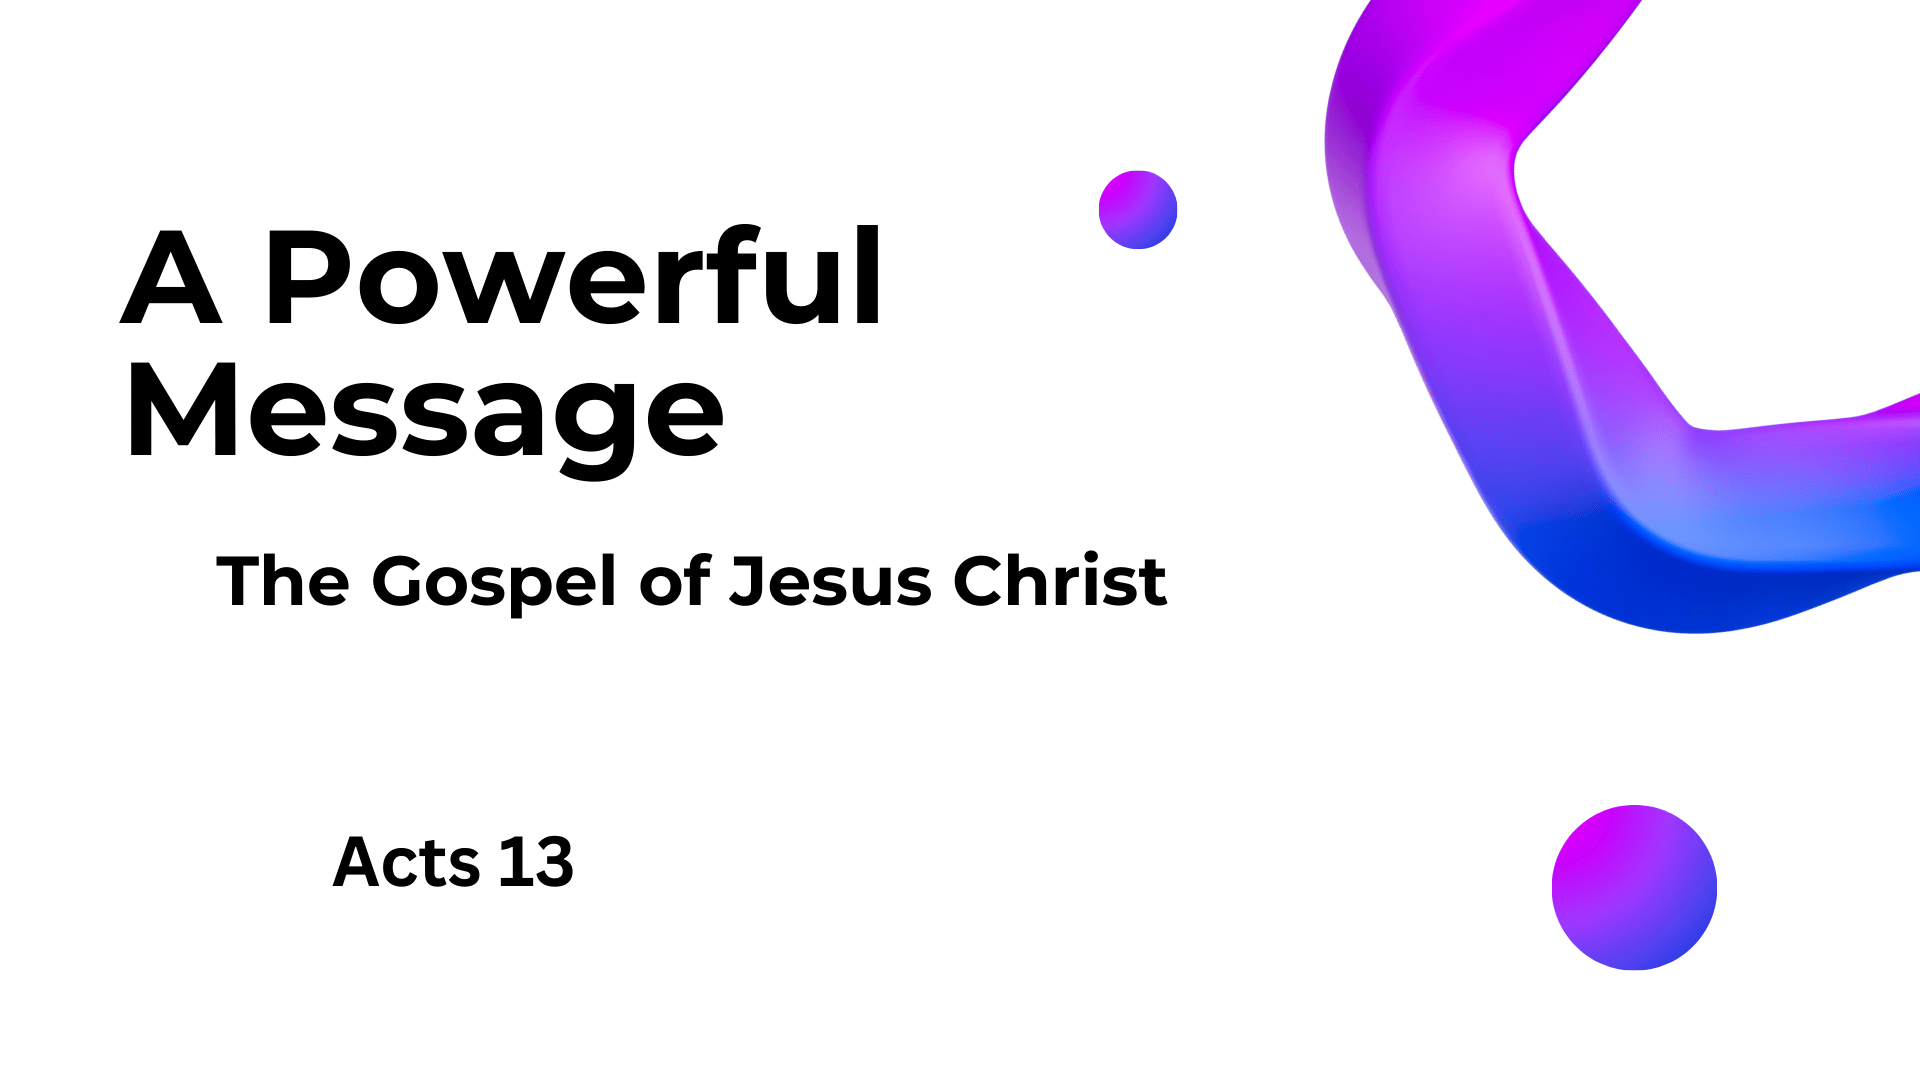 A Powerful
Message
The Gospel of Jesus Christ
Acts 13